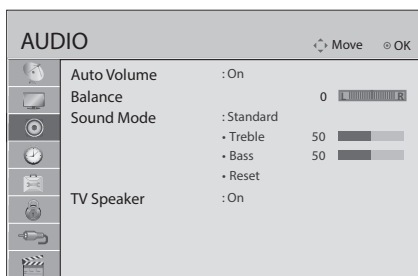 AUDIO Move OK
Auto Volume : On
Balance 0 L R
Sound Mode : Standard
• Treble 50
• Bass 50
• Reset
TV Speaker : On